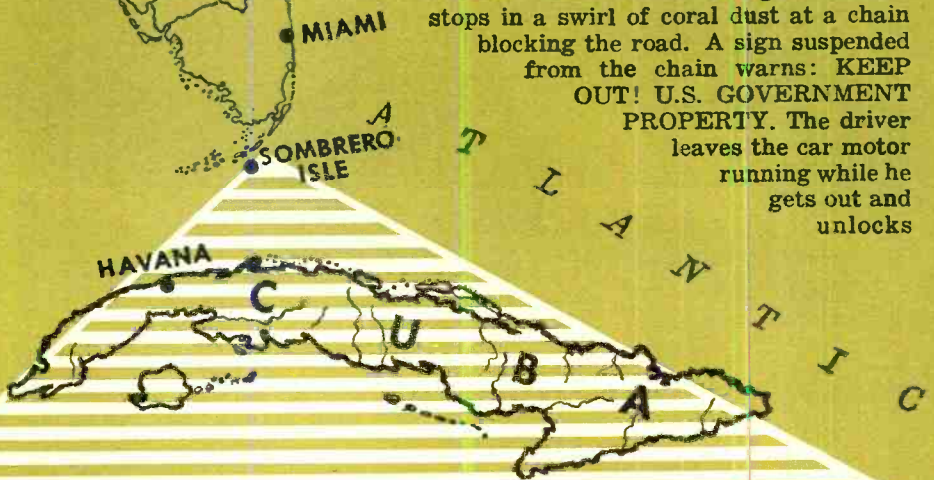 stops in a swirl of coral dust at a chain
blocking the road. A sign suspended
from the chain warns: KEEP
OUT! U.S. GOVERNMENT
PROPERTY. The driver
leaves the car motor
running while he
gets out and
unlocks
MIAMI
SOMBRERO
ISLE
ATLANTIC
HAVANA
CUBA